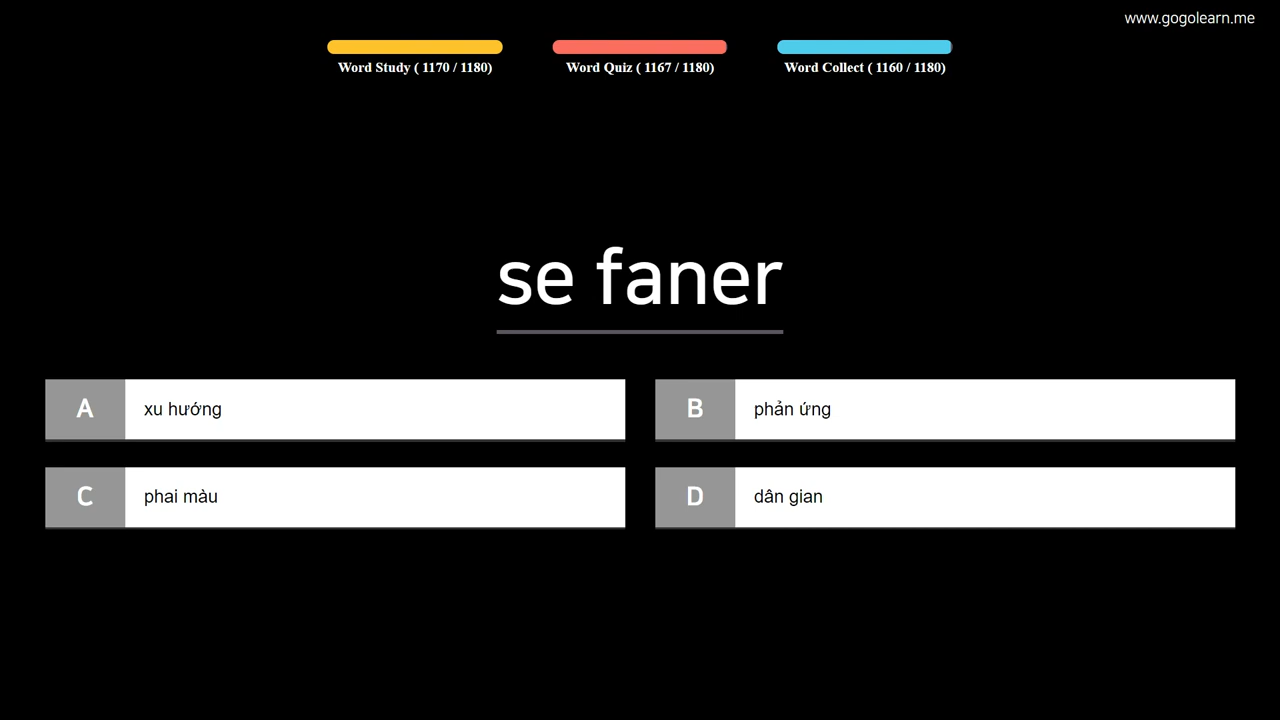 www.gogolearn.me
Word Study ( 1170 / 1180)
Word Quiz ( 1167 / 1180)
Word Collect ( 1160 / 1180)
se faner
A xu hướng
B phản ứng
C phai màu
D dân gian